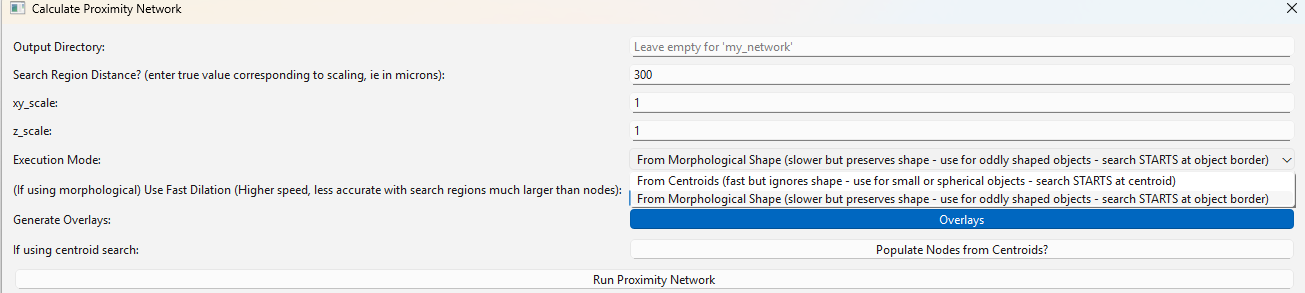 Calculate Proximity Network
Output Directory: Leave empty for 'my_network'
Search Region Distance? (enter true value corresponding to scaling, ie in microns): 300
xy_scale: 1
z_scale: 1
Execution Mode: From Morphological Shape (slower but preserves shape - use for oddly shaped objects - search STARTS at object border)
From Centroids (fast but ignores shape - use for small or spherical objects - search STARTS at centroid)
(If using morphological) Use Fast Dilation (Higher speed, less accurate with search regions much larger than nodes):
From Morphological Shape (slower but preserves shape - use for oddly shaped objects - search STARTS at object border)
Generate Overlays: Overlays
If using centroid search: Populate Nodes from Centroids?
Run Proximity Network